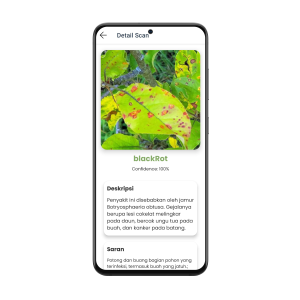 Detail Scan
blackRot
Confidence: 100%
Deskripsi
Penyakit ini disebabkan oleh jamur
Botryosphaeria obtusa. Gejalanya
berupa lesi cokelat melingkar
pada daun, bercak ungu tua pada
buah, dan kanker pada batang.
Saran
Potong dan buang bagian pohon yang
terinfeksi, termasuk buah yang jatuh,